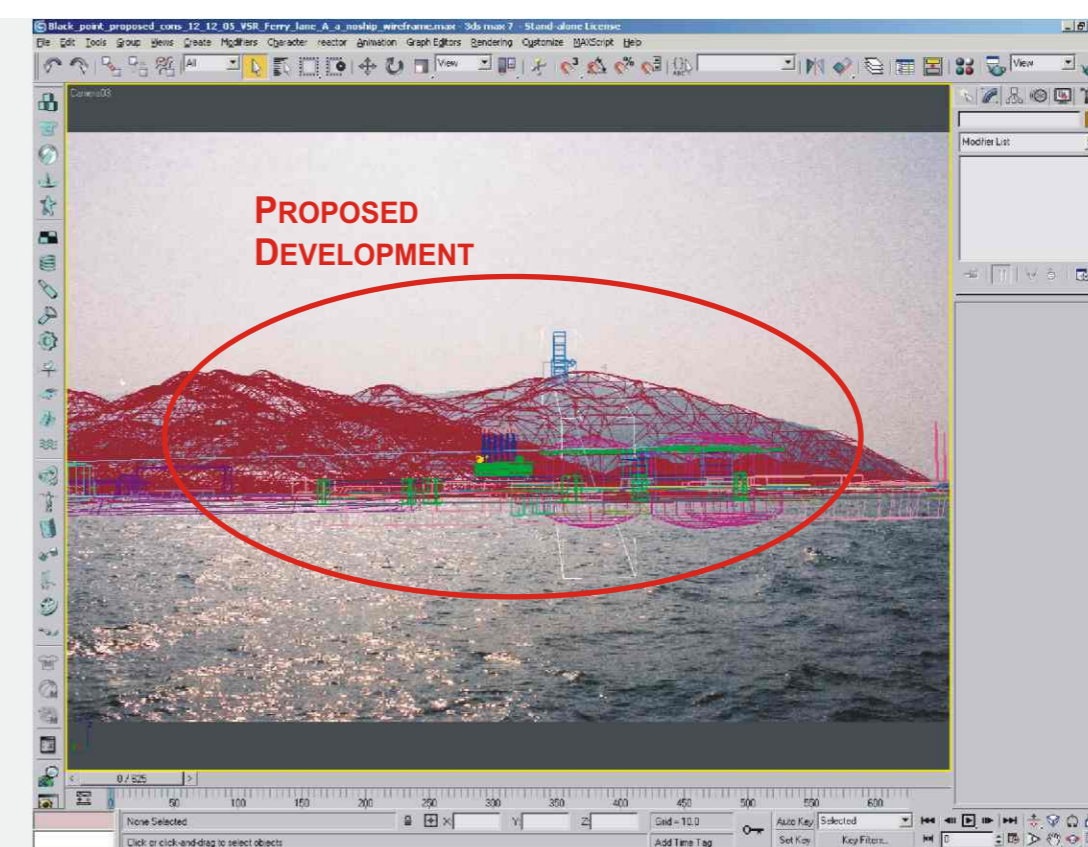 Black_point_proposed_cons_12_12_05_VSR_Ferry_lane_A_a_noship_wireframe.max - 3ds max 7 - Stand-alone License
File Edit Tools Group Views Create Modifiers Character reactor Animation Graph Editors Rendering Customize MAXScript Help
All View View
Camera03
Modifier List
PROPOSED
DEVELOPMENT
0 / 625
0 50 100 150 200 250 300 350 400 450 500 550 600
None Selected X: Y: Z: Grid = 10.0 Auto Key Selected
Click or click-and-drag to select objects Add Time Tag Set Key Key Filters... 0